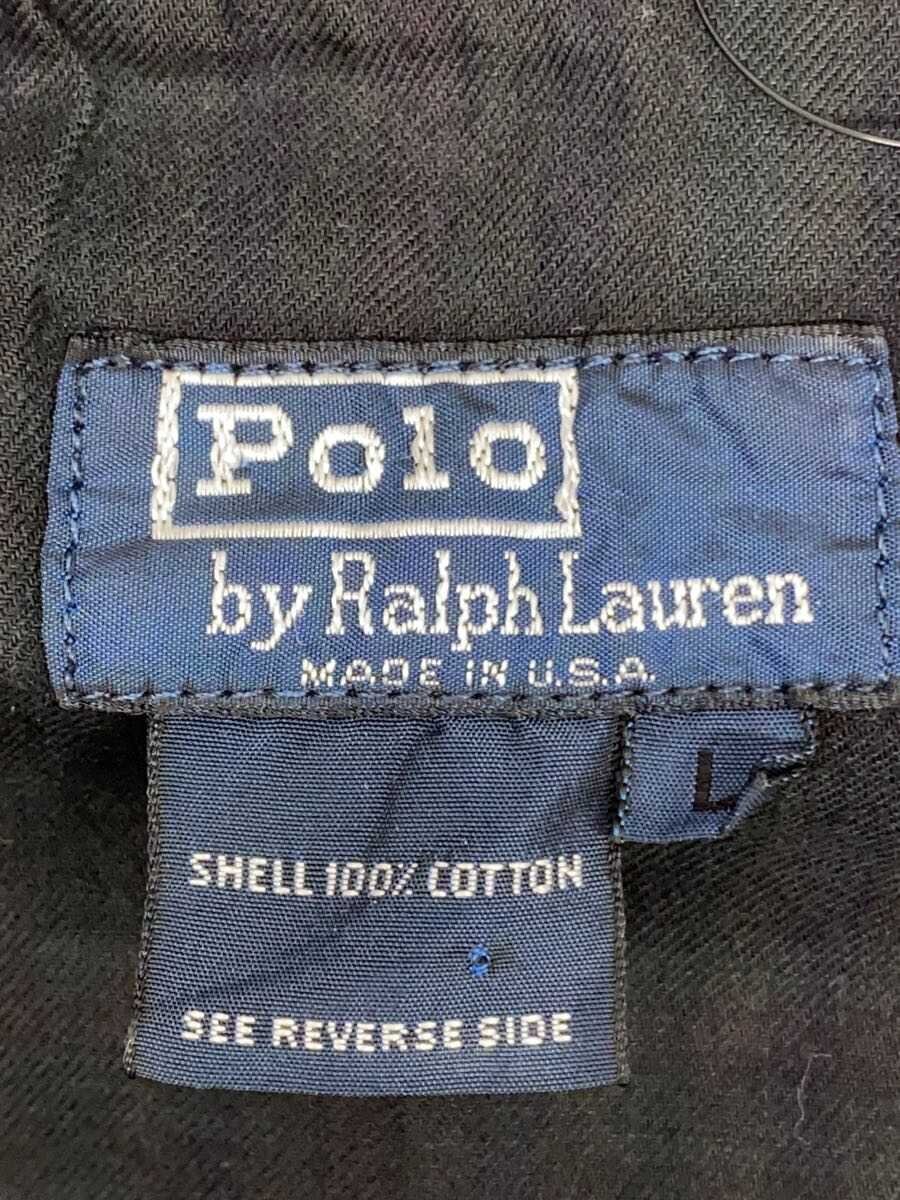 Polo
by Ralph Lauren
MADE IN U.S.A.
L
SHELL 100% COTTON
SEE REVERSE SIDE